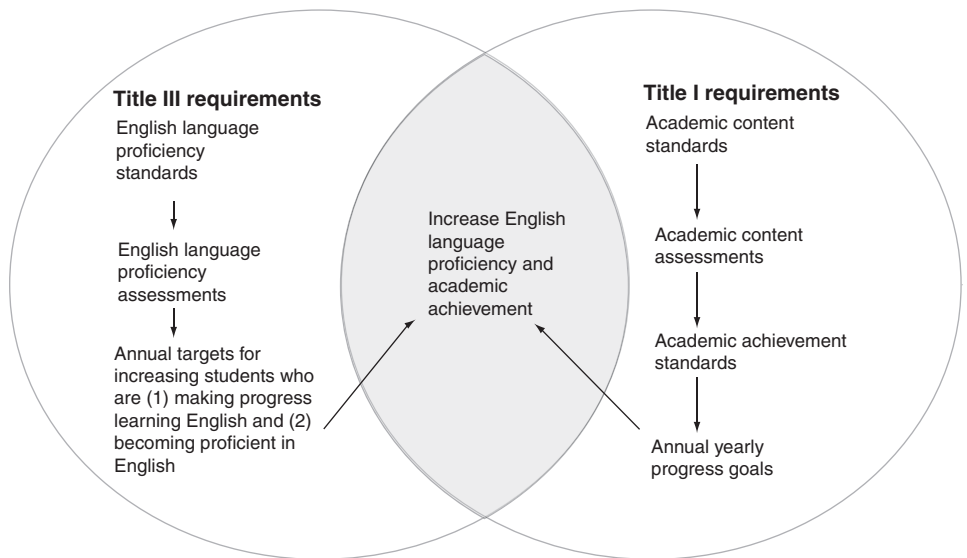 Title III requirements
English language
proficiency
standards
English language
proficiency
assessments
Annual targets for
increasing students who
are (1) making progress
learning English and (2)
becoming proficient in
English
Increase English
language
proficiency and
academic
achievement
Title I requirements
Academic content
standards
Academic content
assessments
Academic achievement
standards
Annual yearly
progress goals